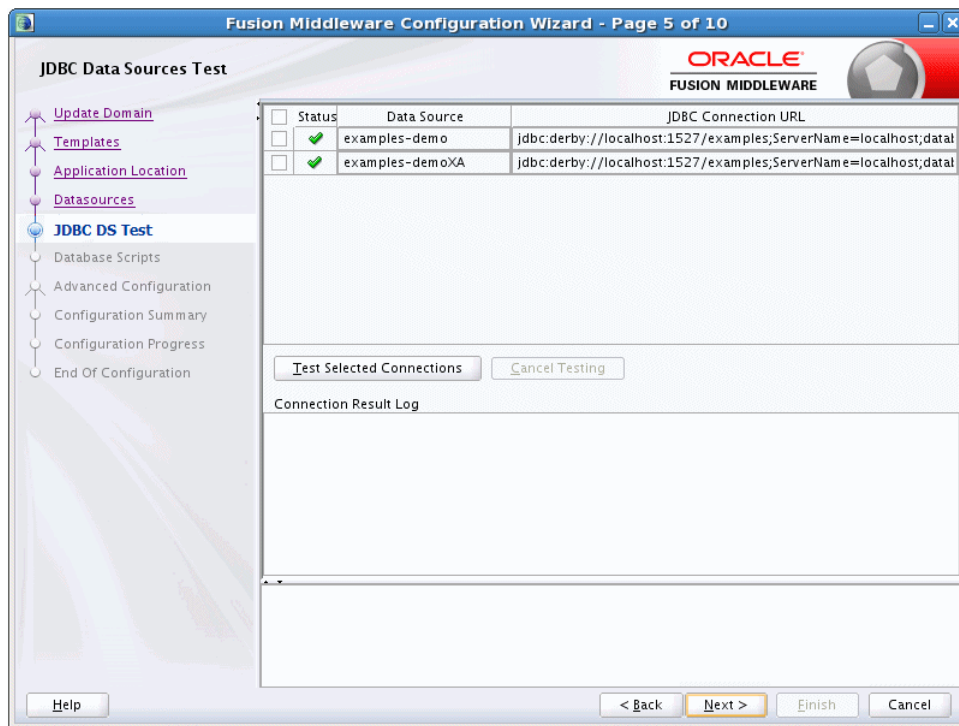 Fusion Middleware Configuration Wizard - Page 5 of 10
JDBC Data Sources Test
ORACLE
FUSION MIDDLEWARE
Update Domain
Templates
Application Location
Datasources
JDBC DS Test
Database Scripts
Advanced Configuration
Configuration Summary
Configuration Progress
End Of Configuration
Status Data Source JDBC Connection URL
examples-demo jdbc:derby://localhost:1527/examples;ServerName=localhost;datab
examples-demoXA jdbc:derby://localhost:1527/examples;ServerName=localhost;datab
Test Selected Connections Cancel Testing
Connection Result Log
Help < Back Next > Finish Cancel